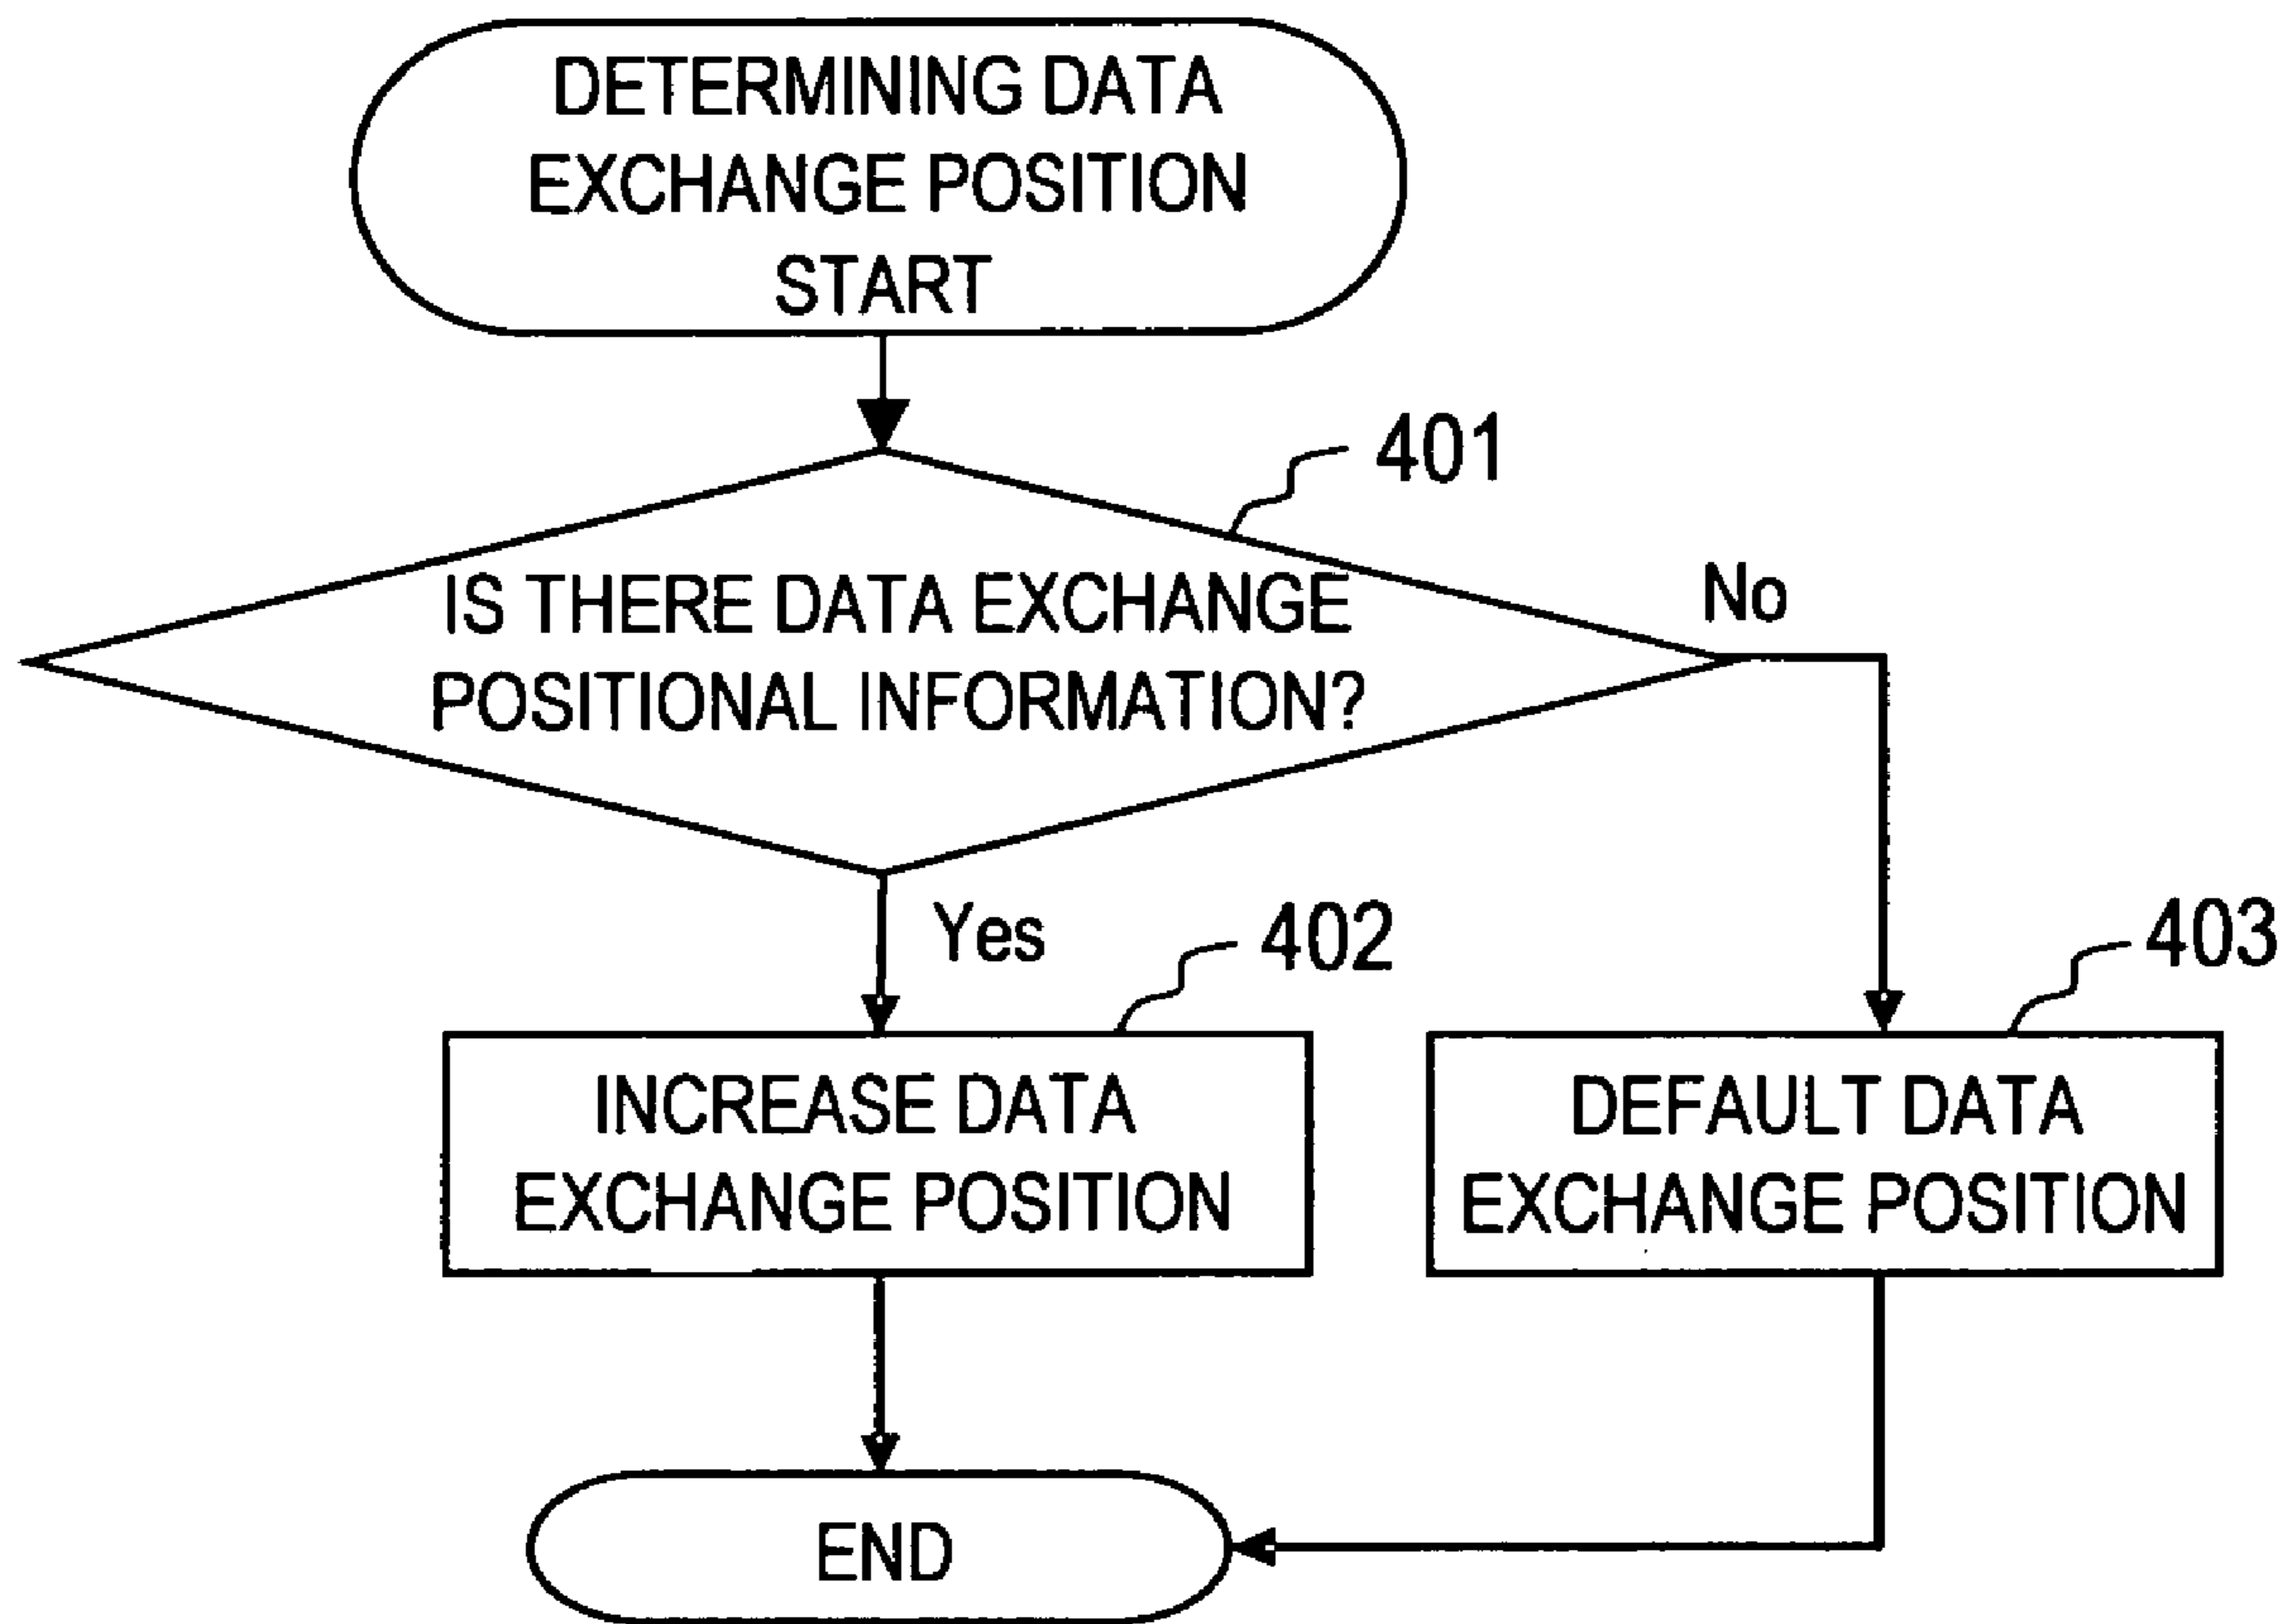 DETERMINING DATA
EXCHANGE POSITION
START
401
IS THERE DATA EXCHANGE
POSITIONAL INFORMATION?
No
Yes
402
403
INCREASE DATA
EXCHANGE POSITION
DEFAULT DATA
EXCHANGE POSITION
END